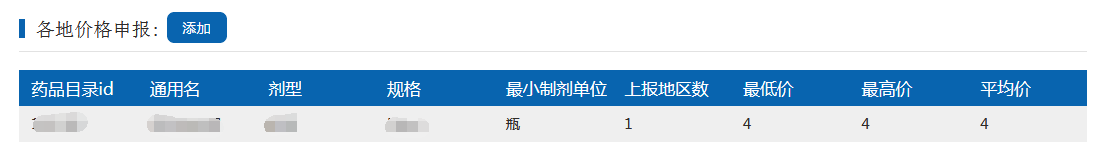 各地价格申报: 添加
药品目录id 通用名 剂型 规格 最小制剂单位 上报地区数 最低价 最高价 平均价
瓶 1 4 4 4